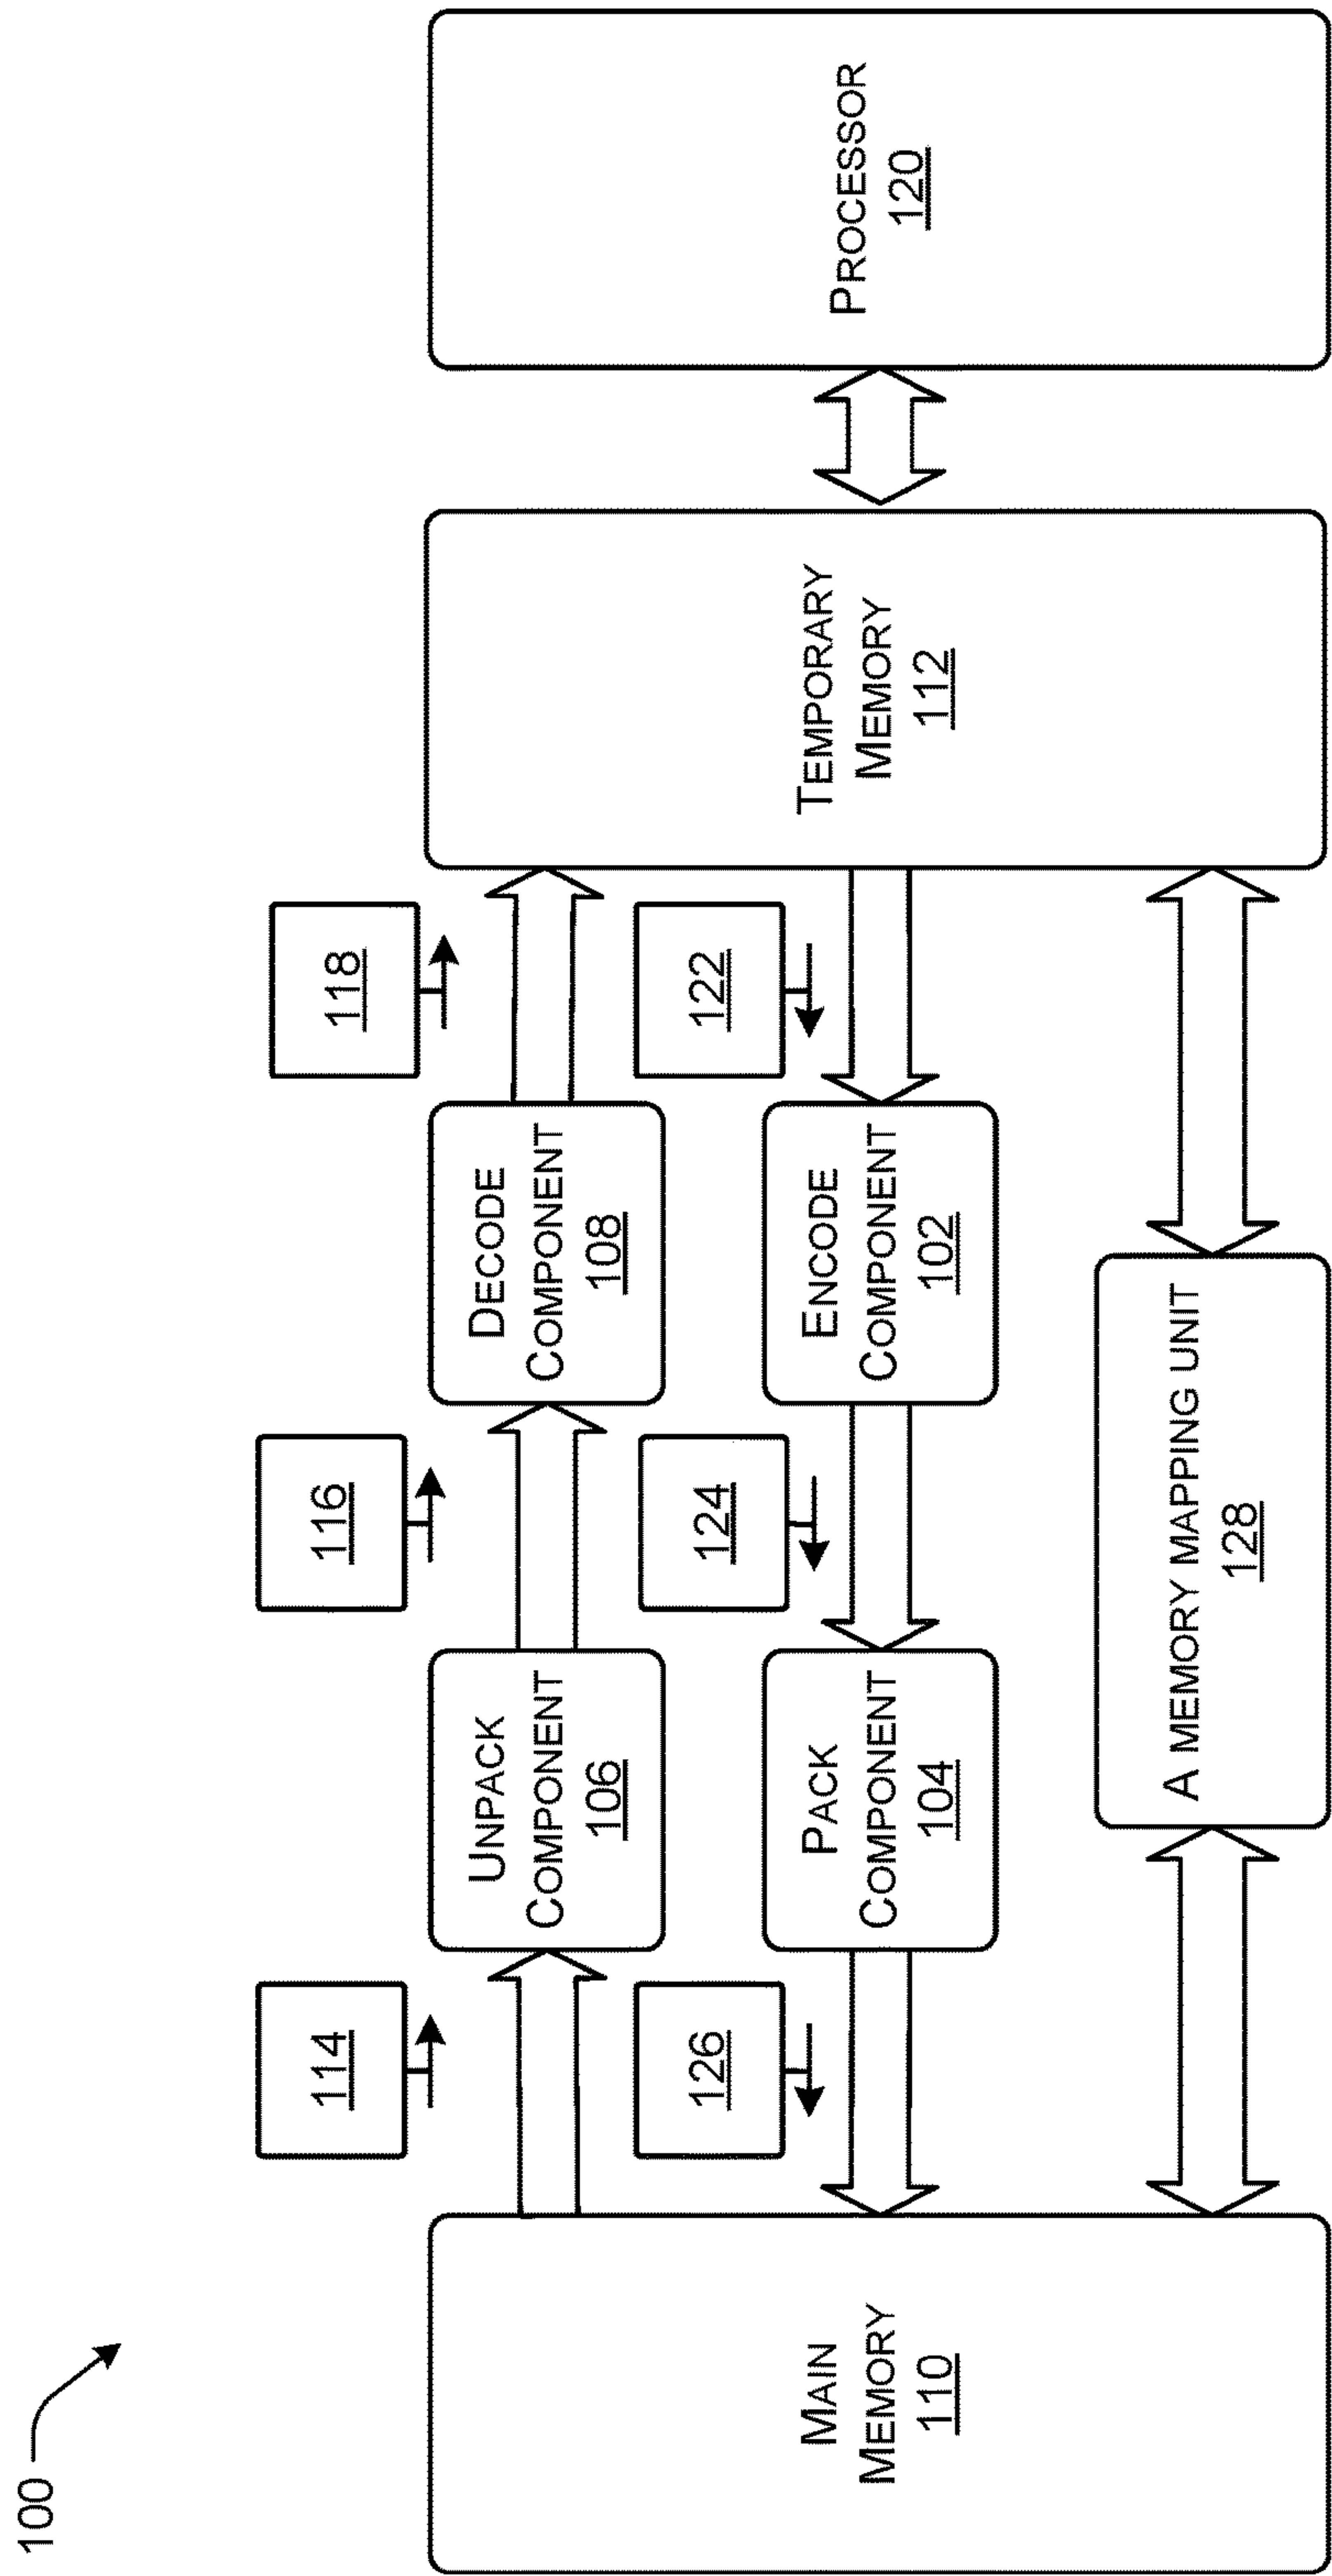 100
114
116
118
UNPACK
COMPONENT
106
DECODE
COMPONENT
108
126
124
122
MAIN
MEMORY
110
PACK
COMPONENT
104
ENCODE
COMPONENT
102
TEMPORARY
MEMORY
112
PROCESSOR
120
A MEMORY MAPPING UNIT
128